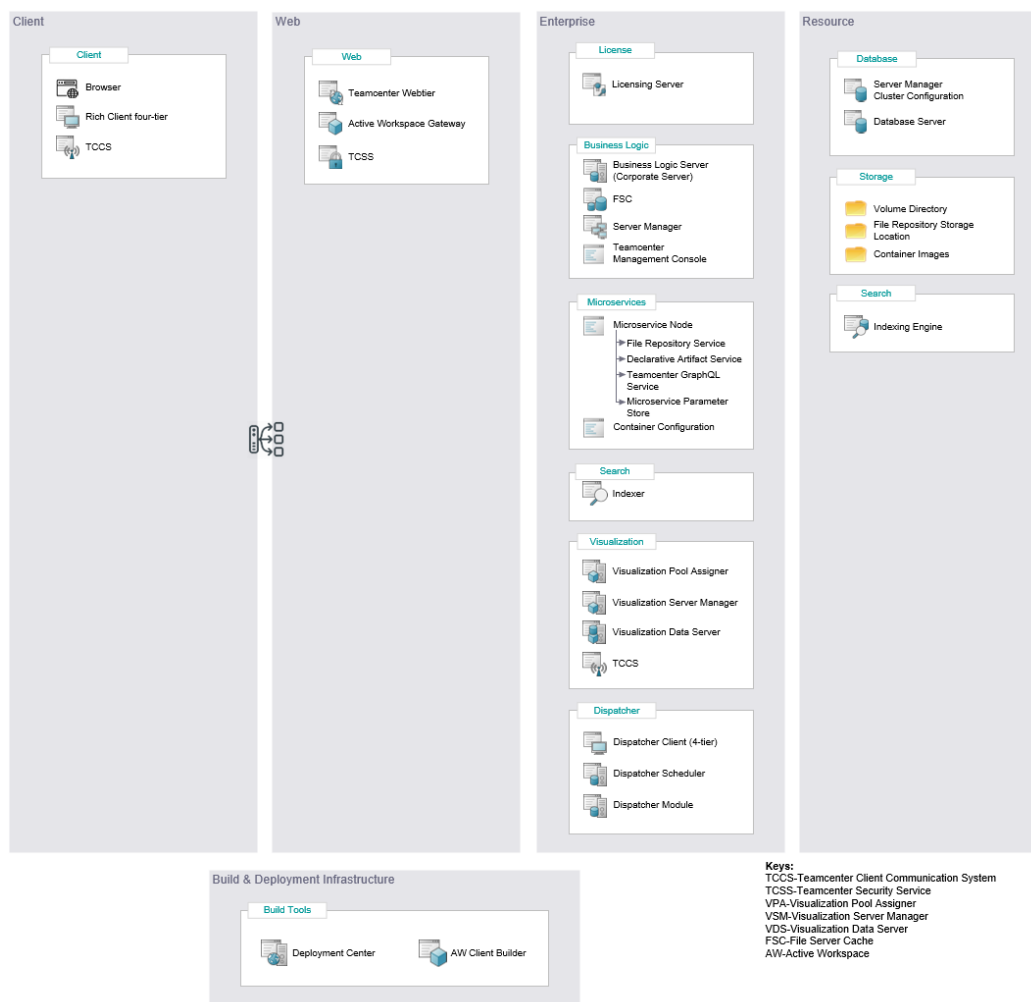 Client
Client
Browser
Rich Client four-tier
TCCS
Web
Web
Teamcenter Webtier
Active Workspace Gateway
TCSS
Enterprise
License
Licensing Server
Business Logic
Business Logic Server
(Corporate Server)
FSC
Server Manager
Teamcenter
Management Console
Microservices
Microservice Node
File Repository Service
Declarative Artifact Service
Teamcenter GraphQL
Service
Microservice Parameter
Store
Container Configuration
Search
Indexer
Visualization
Visualization Pool Assigner
Visualization Server Manager
Visualization Data Server
TCCS
Dispatcher
Dispatcher Client (4-tier)
Dispatcher Scheduler
Dispatcher Module
Resource
Database
Server Manager
Cluster Configuration
Database Server
Storage
Volume Directory
File Repository Storage
Location
Container Images
Search
Indexing Engine
Build & Deployment Infrastructure
Build Tools
Deployment Center
AW Client Builder
Keys:
TCCS-Teamcenter Client Communication System
TCSS-Teamcenter Security Service
VPA-Visualization Pool Assigner
VSM-Visualization Server Manager
VDS-Visualization Data Server
FSC-File Server Cache
AW-Active Workspace